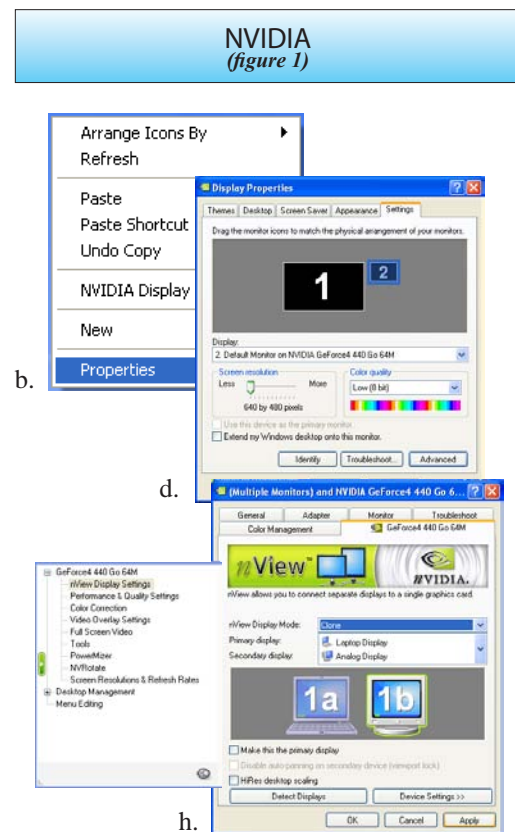 NVIDIA
(figure 1)
Arrange Icons By
Refresh
Paste
Paste Shortcut
Undo Copy
NVIDIA Display
New
Properties
b.
Display Properties
Themes Desktop Screen Saver Appearance Settings
Drag the monitor icons to match the physical arrangement of your monitors.
1 2
Display:
2. Default Monitor on NVIDIA GeForce4 440 Go 64M
Screen resolution
Less More
640 by 480 pixels
Color quality
Low (8 bit)
Use this device as the primary monitor.
Extend my Windows desktop onto this monitor.
Identify Troubleshoot... Advanced
d.
(Multiple Monitors) and NVIDIA GeForce4 440 Go 6...
General Adapter Monitor Troubleshoot
Color Management GeForce4 440 Go 64M
nView NVIDIA.
nView allows you to connect separate displays to a single graphics card.
nView Display Mode: Clone
Primary display: Laptop Display
Secondary display: Analog Display
1a 1b
Make this the primary display
Disable auto-panning on secondary device (viewport lock)
HiRes desktop scaling
Detect Displays Device Settings >>
OK Cancel Apply
GeForce4 440 Go 64M
nView Display Settings
Performance & Quality Settings
Color Correction
Video Overlay Settings
Full Screen Video
Tools
PowerMizer
NVRotate
Screen Resolutions & Refresh Rates
Desktop Management
Menu Editing
h.